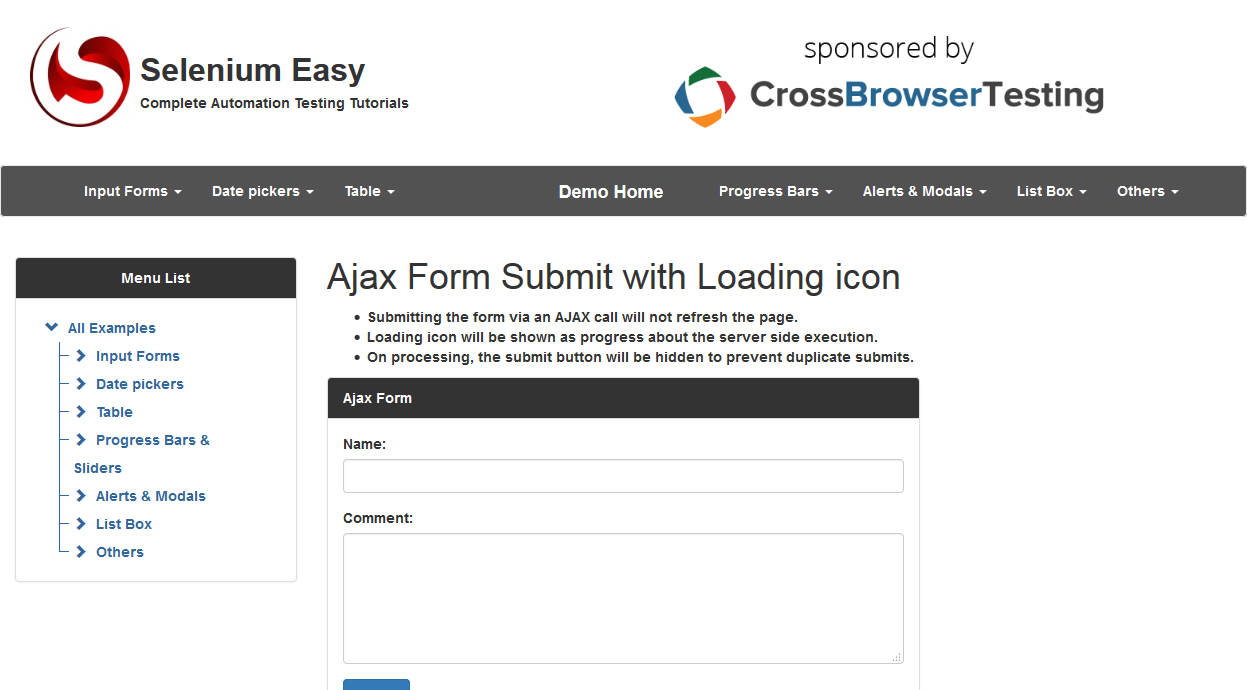 Selenium Easy
Complete Automation Testing Tutorials
sponsored by
CrossBrowserTesting
Input Forms Date pickers Table Demo Home Progress Bars Alerts & Modals List Box Others
Menu List
All Examples
Input Forms
Date pickers
Table
Progress Bars &
Sliders
Alerts & Modals
List Box
Others
Ajax Form Submit with Loading icon
Submitting the form via an AJAX call will not refresh the page.
Loading icon will be shown as progress about the server side execution.
On processing, the submit button will be hidden to prevent duplicate submits.
Ajax Form
Name:
Comment: